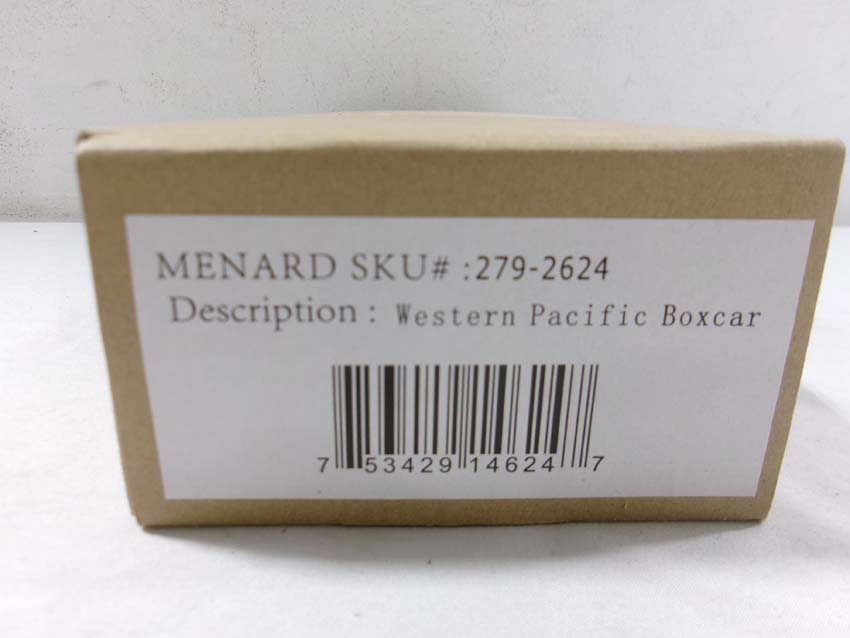 MENARD SKU# :279-2624
Description : Western Pacific Boxcar
7 53429 14624 7